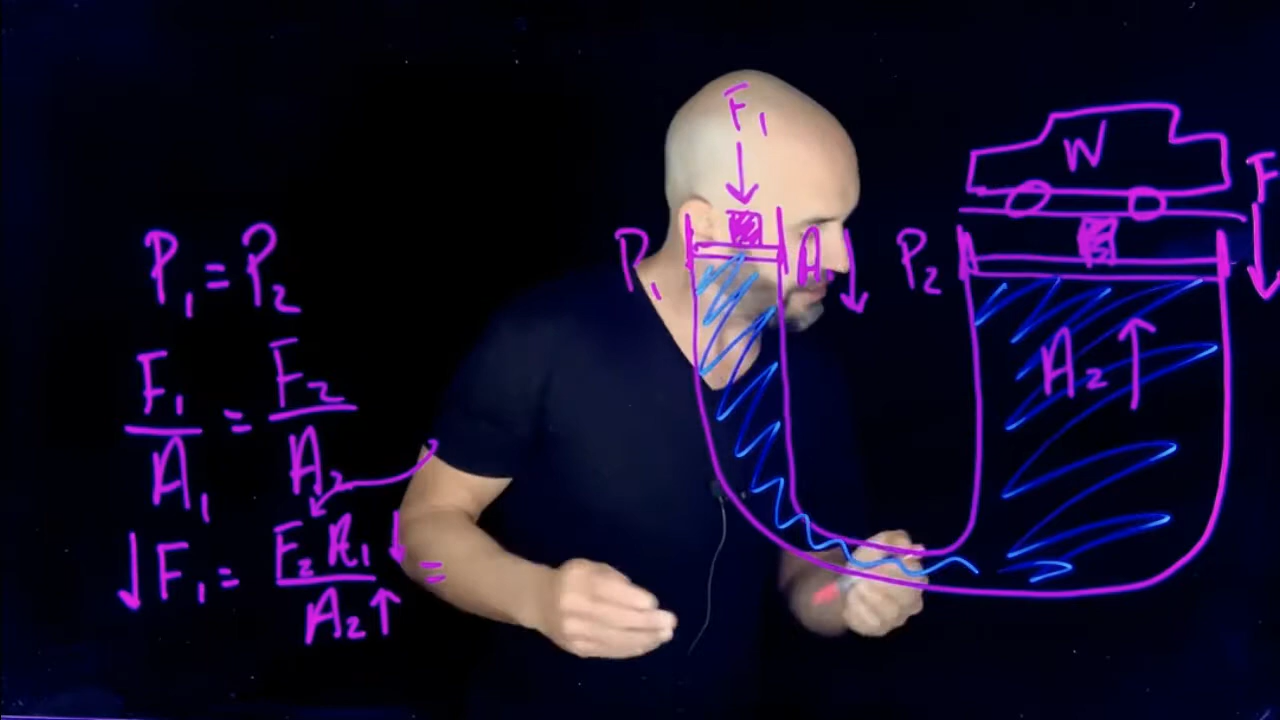 P₁ = P₂
F₁/A₁ = F₂/A₂
↓F₁ = F₂A₁↓/A₂↑ =
F₁
↓
P₁
A₁ ↓
P₂
W
F
↓
A₂ ↑